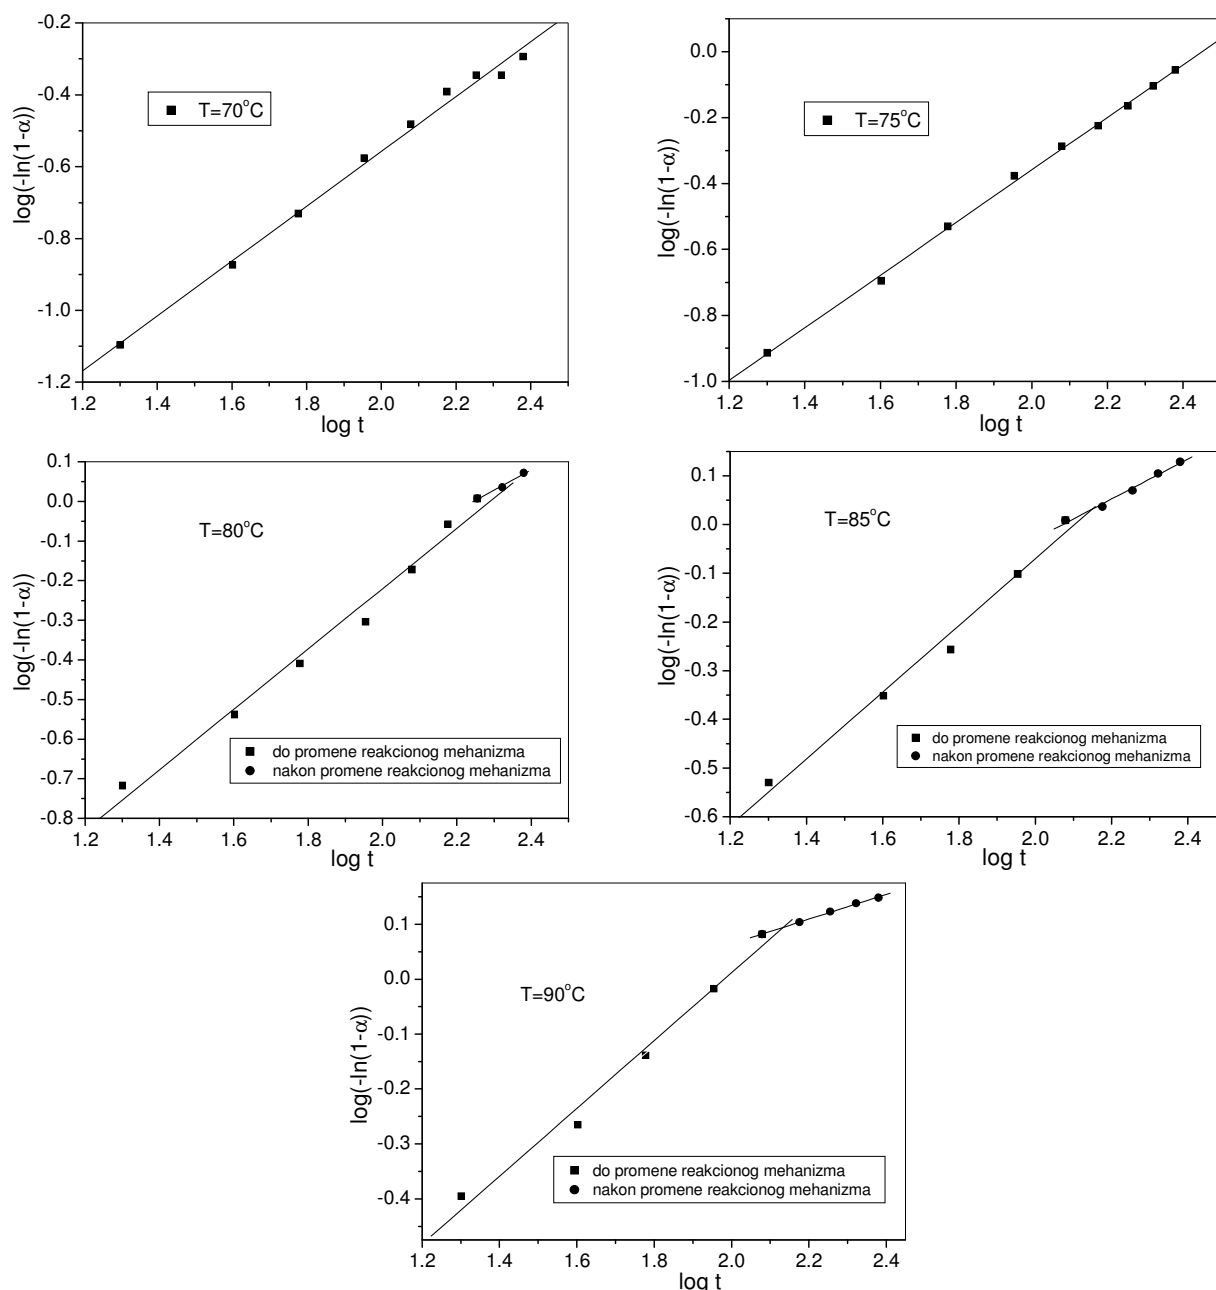 T=70°C
log(-ln(1-α))
-0.2
-0.4
-0.6
-0.8
-1.0
-1.2
1.2 1.4 1.6 1.8 2.0 2.2 2.4
log t
T=75°C
log(-ln(1-α))
0.0
-0.2
-0.4
-0.6
-0.8
-1.0
1.2 1.4 1.6 1.8 2.0 2.2 2.4
log t
T=80°C
log(-ln(1-α))
0.1
0.0
-0.1
-0.2
-0.3
-0.4
-0.5
-0.6
-0.7
-0.8
do promene reakcionog mehanizma
nakon promene reakcionog mehanizma
1.2 1.4 1.6 1.8 2.0 2.2 2.4
log t
T=85°C
log(-ln(1-α))
0.1
0.0
-0.1
-0.2
-0.3
-0.4
-0.5
-0.6
do promene reakcionog mehanizma
nakon promene reakcionog mehanizma
1.2 1.4 1.6 1.8 2.0 2.2 2.4
log t
T=90°C
log(-ln(1-α))
0.1
0.0
-0.1
-0.2
-0.3
-0.4
do promene reakcionog mehanizma
nakon promene reakcionog mehanizma
1.2 1.4 1.6 1.8 2.0 2.2 2.4
log t